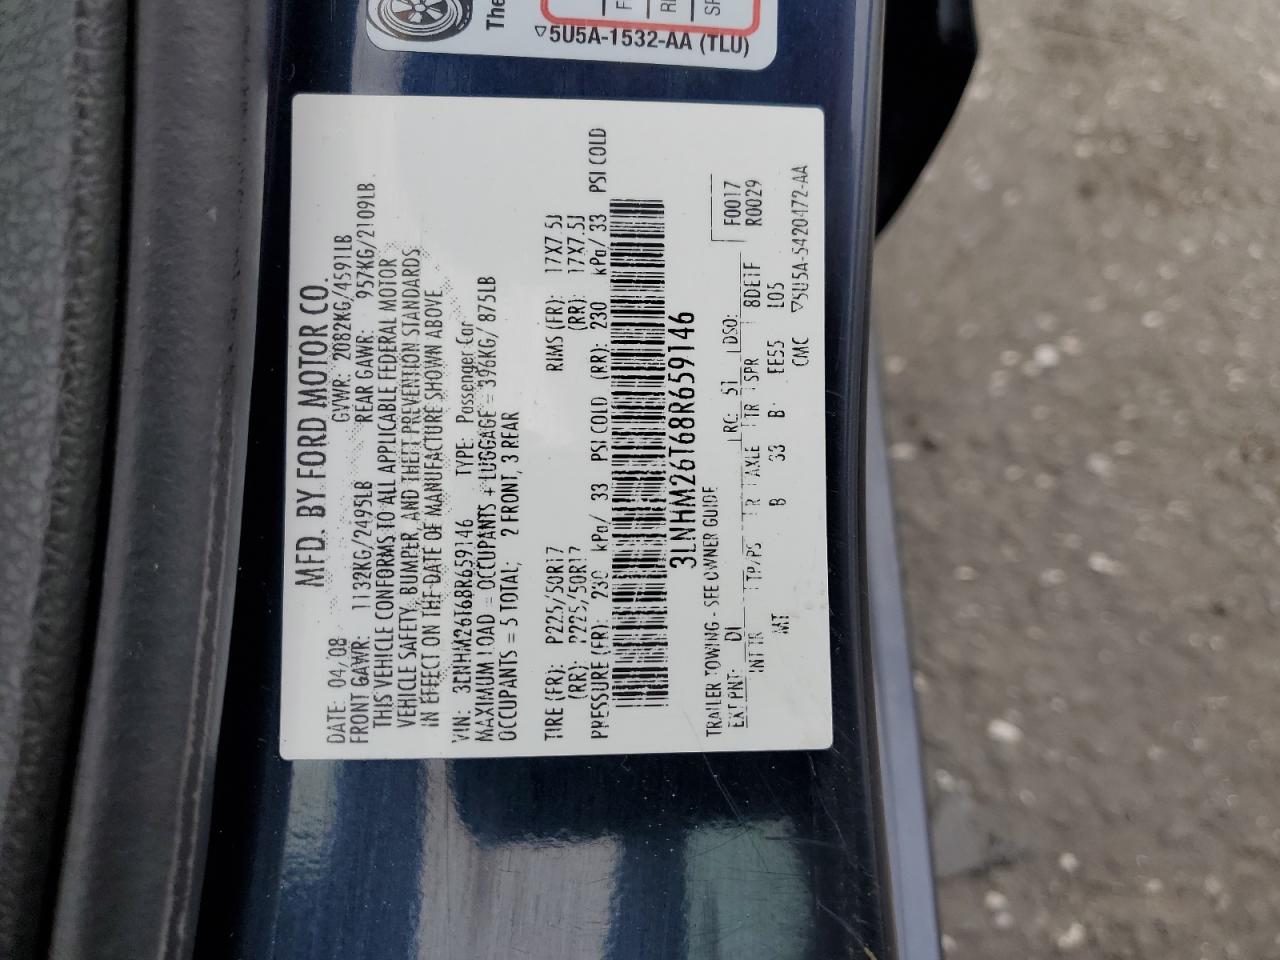 The
F
RI
SP
▽5U5A-1532-AA (TLU)
MFD. BY FORD MOTOR CO.
DATE: 04/08 GVWR: 2082KG/4591LB
FRONT GAWR: 1132KG/2495LB REAR GAWR: 957KG/2109LB
THIS VEHICLE CONFORMS TO ALL APPLICABLE FEDERAL MOTOR
VEHICLE SAFETY, BUMPER, AND THEFT PREVENTION STANDARDS
IN EFFECT ON THE DATE OF MANUFACTURE SHOWN ABOVE
VIN: 3LNHM26T68R659146 TYPE: Passenger Car
MAXIMUM LOAD = OCCUPANTS + LUGGAGE = 396KG/ 875LB
OCCUPANTS = 5 TOTAL; 2 FRONT, 3 REAR
TIRE (FR): P225/50R17 RIMS (FR): 17X7.5J
(RR): P225/50R17 (RR): 17X7.5J
PRESSURE (FR): 230 kPa/ 33 PSI COLD (RR): 230 kPa/ 33 PSI COLD
3LNHM26T68R659146
TRAILER TOWING - SEE OWNER GUIDE
F0017
R0029
EXT PNT: DI RC: 51 DSO: 8DE1F
INT TR TP/PS R AXLE TR SPR L05
MT B 33 B EE55
CMC ▽5U5A-5420472-AA